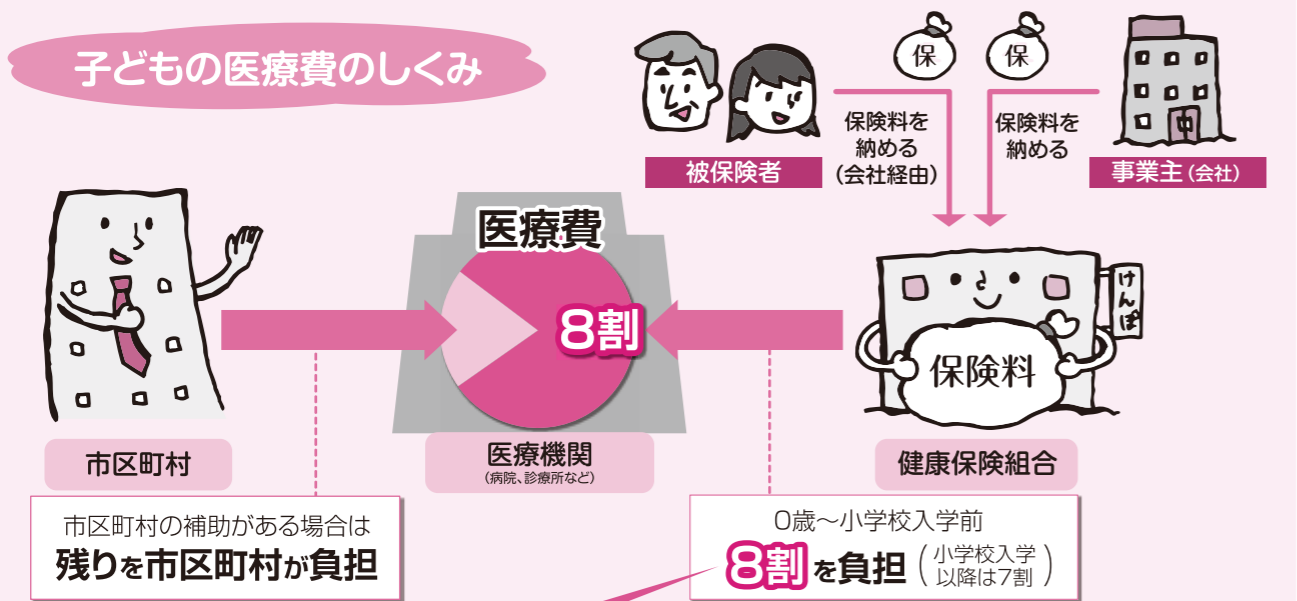 子どもの医療費のしくみ
保
保
保険料を
納める
(会社経由)
保険料を
納める
被保険者
事業主(会社)
医療費
8割
けんぽ
保険料
市区町村
医療機関
(病院、診療所など)
健康保険組合
市区町村の補助がある場合は
残りを市区町村が負担
0歳〜小学校入学前
8割を負担(小学校入学
以降は7割)